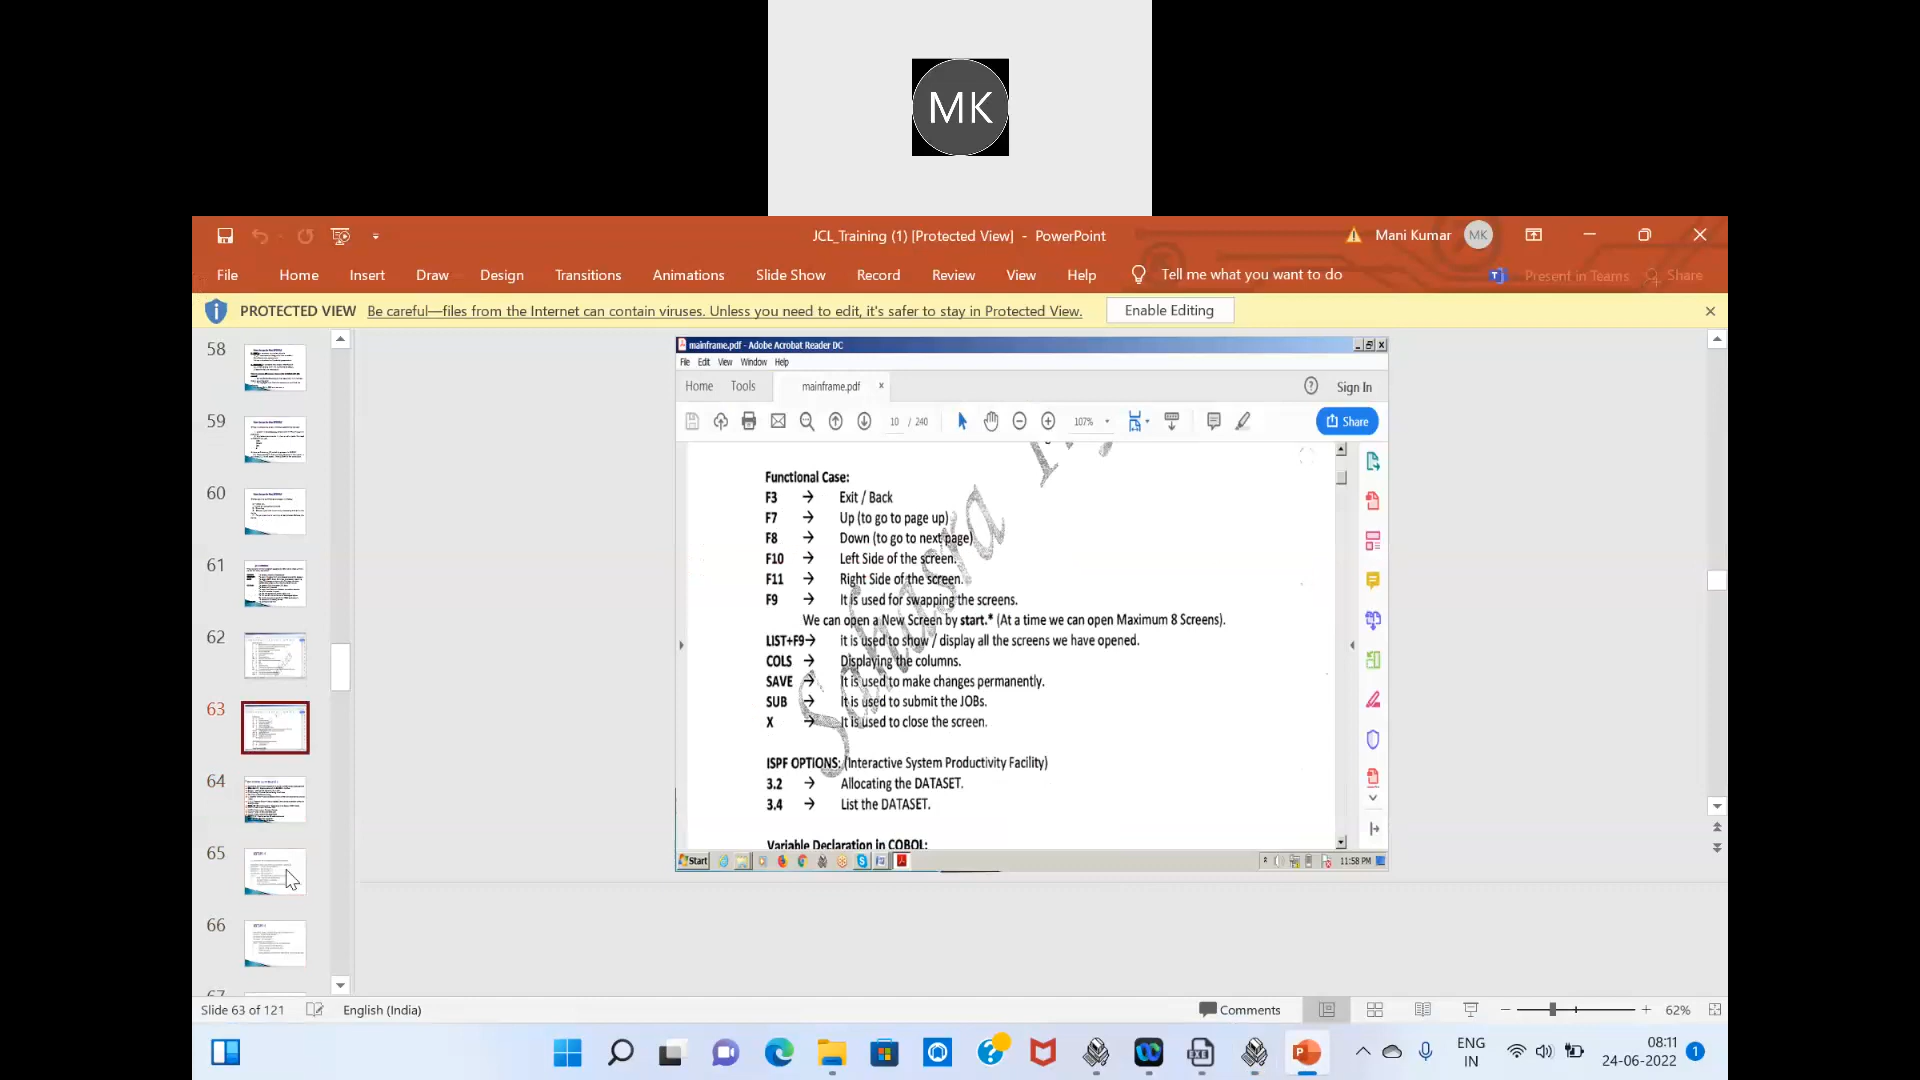 MK
JCL_Training (1) [Protected View] - PowerPoint
Mani Kumar
MK
File Home Insert Draw Design Transitions Animations Slide Show Record Review View Help Tell me what you want to do
Present in Teams Share
PROTECTED VIEW Be careful—files from the Internet can contain viruses. Unless you need to edit, it's safer to stay in Protected View. Enable Editing
58
59
60
61
62
63
64
65
66
67
mainframe.pdf - Adobe Acrobat Reader DC
File Edit View Window Help
Home Tools mainframe.pdf x Sign In
10 / 240 107% Share
Functional Case:
F3 → Exit / Back
F7 → Up (to go to page up)
F8 → Down (to go to next page)
F10 → Left Side of the screen.
F11 → Right Side of the screen.
F9 → It is used for swapping the screens.
We can open a New Screen by start.* (At a time we can open Maximum 8 Screens).
LIST+F9→ it is used to show / display all the screens we have opened.
COLS → Displaying the columns.
SAVE → It is used to make changes permanently.
SUB → It is used to submit the JOBs.
X → It is used to close the screen.
ISPF OPTIONS: (Interactive System Productivity Facility)
3.2 → Allocating the DATASET.
3.4 → List the DATASET.
Variable Declaration in COBOL:
Start
11:58 PM
Slide 63 of 121 English (India) Comments 62%
ENG
IN
08:11
24-06-2022
1